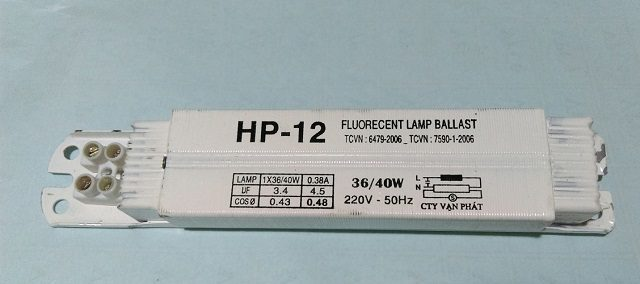 HP-12
FLUORECENT LAMP BALLAST
TCVN : 6479-2006 _ TCVN : 7590-1-2006
LAMP 1X36/40W 0.38A
UF 3.4 4.5
COSØ 0.43 0.48
36/40W
220V - 50Hz
L
N
S
CTY VẠN PHÁT